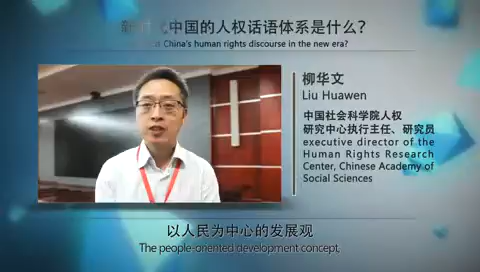 中国的人权话语体系是什么?
China's human rights discourse in the new era?
柳华文
Liu Huawen
中国社会科学院人权
研究中心执行主任、研究员
executive director of the
Human Rights Research
Center, Chinese Academy of
Social Sciences
以人民为中心的发展观
The people-oriented development concept,